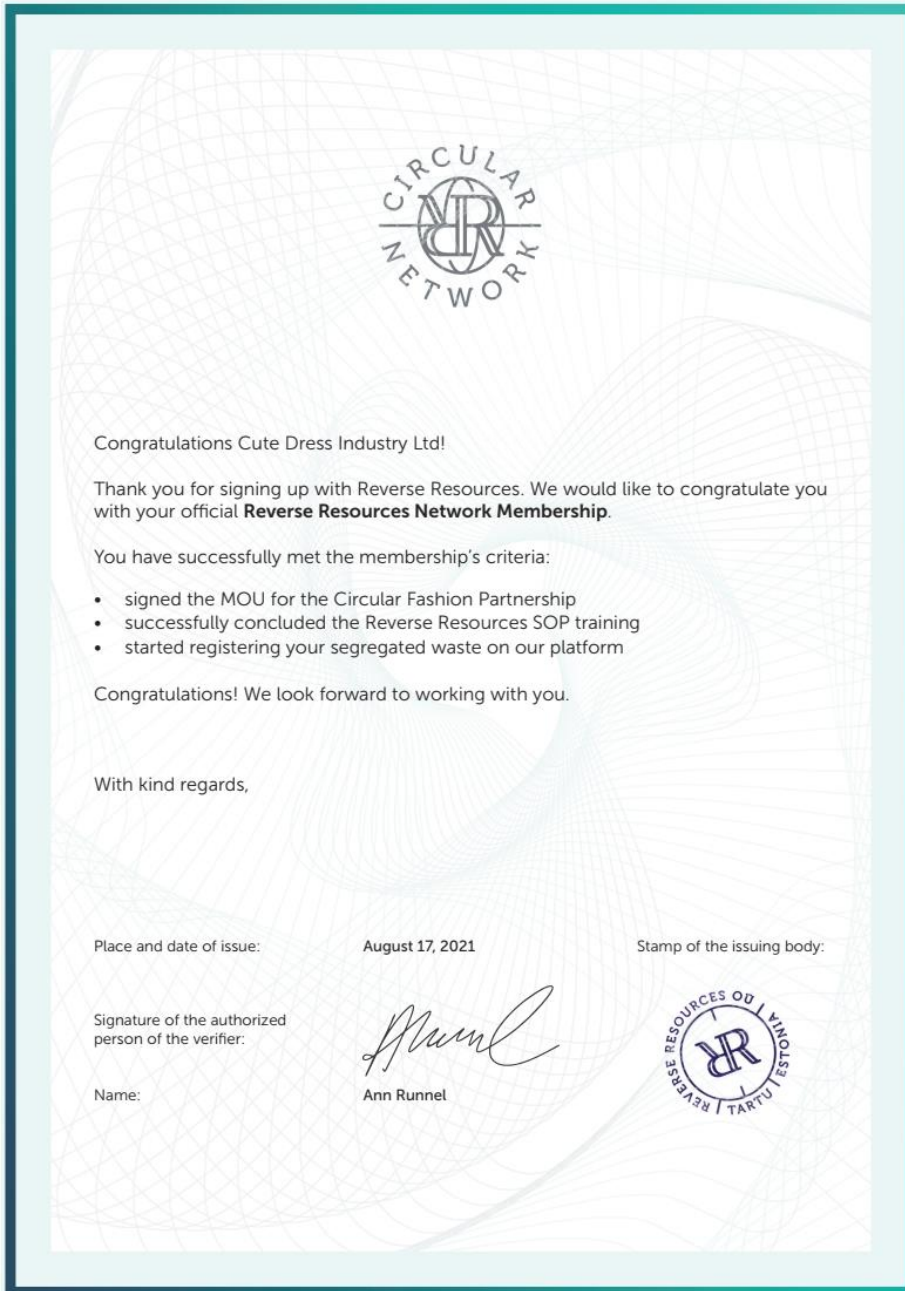 CIRCULAR
RR
NETWORK
Congratulations Cute Dress Industry Ltd!
Thank you for signing up with Reverse Resources. We would like to congratulate you
with your official Reverse Resources Network Membership.
You have successfully met the membership’s criteria:
• signed the MOU for the Circular Fashion Partnership
• successfully concluded the Reverse Resources SOP training
• started registering your segregated waste on our platform
Congratulations! We look forward to working with you.
With kind regards,
Place and date of issue: August 17, 2021 Stamp of the issuing body:
Signature of the authorized
person of the verifier:
Name: Ann Runnel
REVERSE RESOURCES OÜ | TARTU | ESTONIA
RR